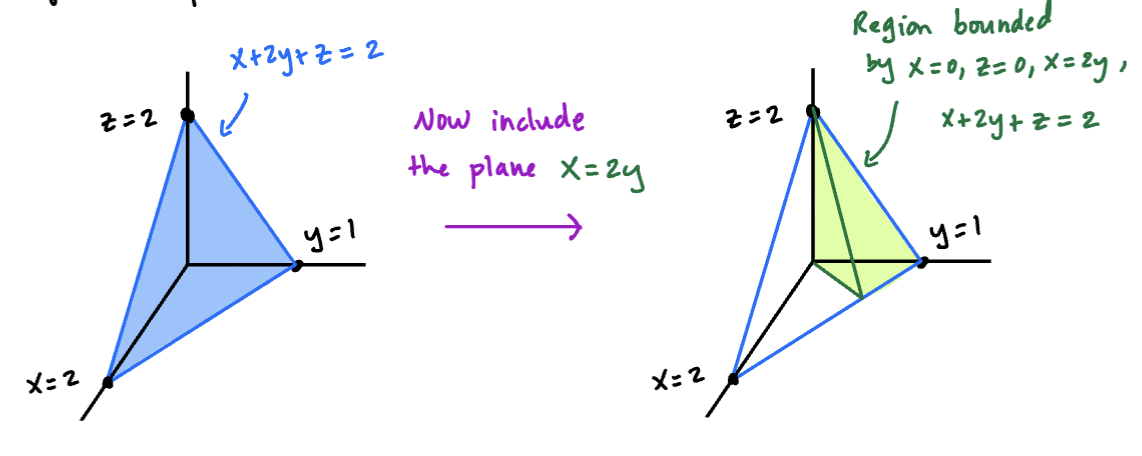 x+2y+z=2
z=2
y=1
x=2
Now include
the plane x=2y
Region bounded
by x=0, z=0, x=2y,
x+2y+z=2
z=2
y=1
x=2